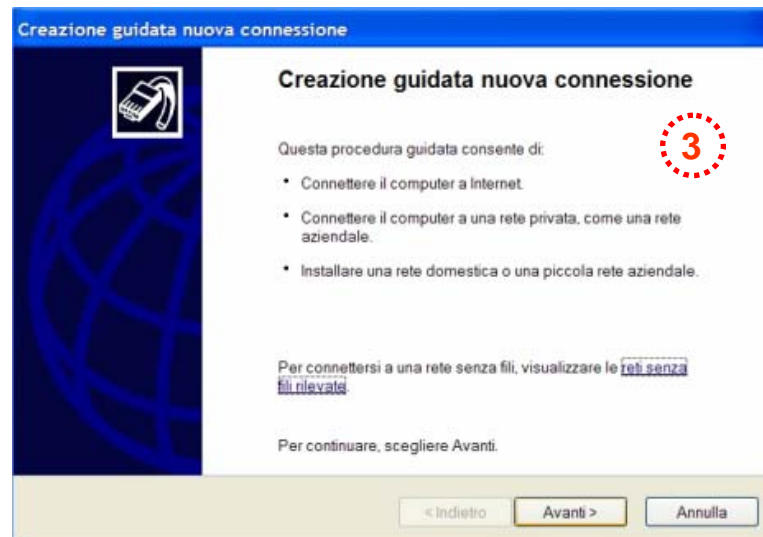 Creazione guidata nuova connessione
Creazione guidata nuova connessione
3
Questa procedura guidata consente di:
• Connettere il computer a Internet.
• Connettere il computer a una rete privata, come una rete
aziendale.
• Installare una rete domestica o una piccola rete aziendale.
Per connettersi a una rete senza fili, visualizzare le reti senza
fili rilevate.
Per continuare, scegliere Avanti.
< Indietro Avanti > Annulla